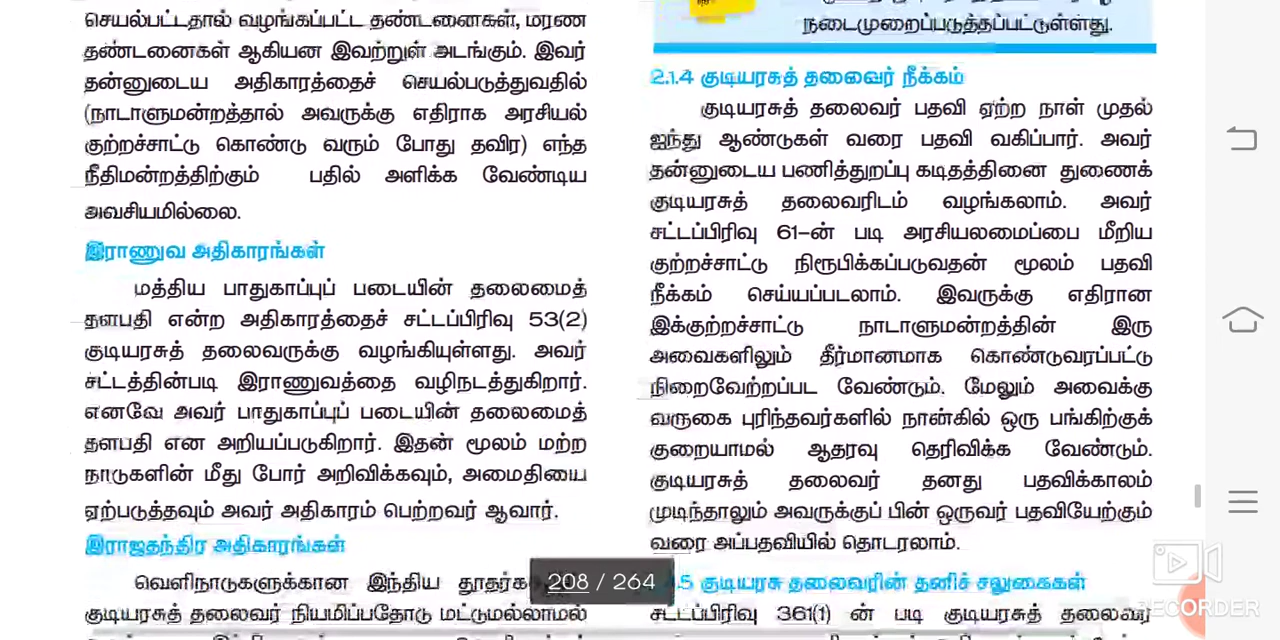 செயல்பட்டதால் வழங்கப்பட்ட தண்டனைகள், மரண
தண்டனைகள் ஆகியன இவற்றுள் அடங்கும். இவர்
தன்னுடைய அதிகாரத்தைச் செயல்படுத்துவதில்
(நாடாளுமன்றத்தால் அவருக்கு எதிராக அரசியல்
குற்றச்சாட்டு கொண்டு வரும் போது தவிர) எந்த
நீதிமன்றத்திற்கும் பதில் அளிக்க வேண்டிய
அவசியமில்லை.
இராணுவ அதிகாரங்கள்
மத்திய பாதுகாப்புப் படையின் தலைமைத்
தளபதி என்ற அதிகாரத்தைச் சட்டப்பிரிவு 53(2)
குடியரசுத் தலைவருக்கு வழங்கியுள்ளது. அவர்
சட்டத்தின்படி இராணுவத்தை வழிநடத்துகிறார்.
எனவே அவர் பாதுகாப்புப் படையின் தலைமைத்
தளபதி என அறியப்படுகிறார். இதன் மூலம் மற்ற
நாடுகளின் மீது போர் அறிவிக்கவும், அமைதியை
ஏற்படுத்தவும் அவர் அதிகாரம் பெற்றவர் ஆவார்.
இராஜதந்திர அதிகாரங்கள்
வெளிநாடுகளுக்கான இந்திய
குடியரசுத் தலைவர் நியமிப்பதோடு மட்டுமல்லாமல்
நடைமுறைப்படுத்தப்பட்டுள்ளது.
2.1.4 குடியரசுத் தலைவர் நீக்கம்
குடியரசுத் தலைவர் பதவி ஏற்ற நாள் முதல்
ஐந்து ஆண்டுகள் வரை பதவி வகிப்பார். அவர்
தன்னுடைய பணித்துறப்பு கடிதத்தினை துணைக்
குடியரசுத் தலைவரிடம் வழங்கலாம். அவர்
சட்டப்பிரிவு 61-ன் படி அரசியலமைப்பை மீறிய
குற்றச்சாட்டு நிரூபிக்கப்படுவதன் மூலம் பதவி
நீக்கம் செய்யப்படலாம். இவருக்கு எதிரான
இக்குற்றச்சாட்டு நாடாளுமன்றத்தின் இரு
அவைகளிலும் தீர்மானமாக கொண்டுவரப்பட்டு
நிறைவேற்றப்பட வேண்டும். மேலும் அவைக்கு
வருகை புரிந்தவர்களில் நான்கில் ஒரு பங்கிற்குக்
குறையாமல் ஆதரவு தெரிவிக்க வேண்டும்.
குடியரசுத் தலைவர் தனது பதவிக்காலம்
முடிந்தாலும் அவருக்குப் பின் ஒருவர் பதவியேற்கும்
வரை அப்பதவியில் தொடரலாம்.
குடியரசு தலைவரின் தனிச் சலுகைகள்
சட்டப்பிரிவு 361(1) ன் படி குடியரசுத் தலைவர்
208 / 264
RECORDER